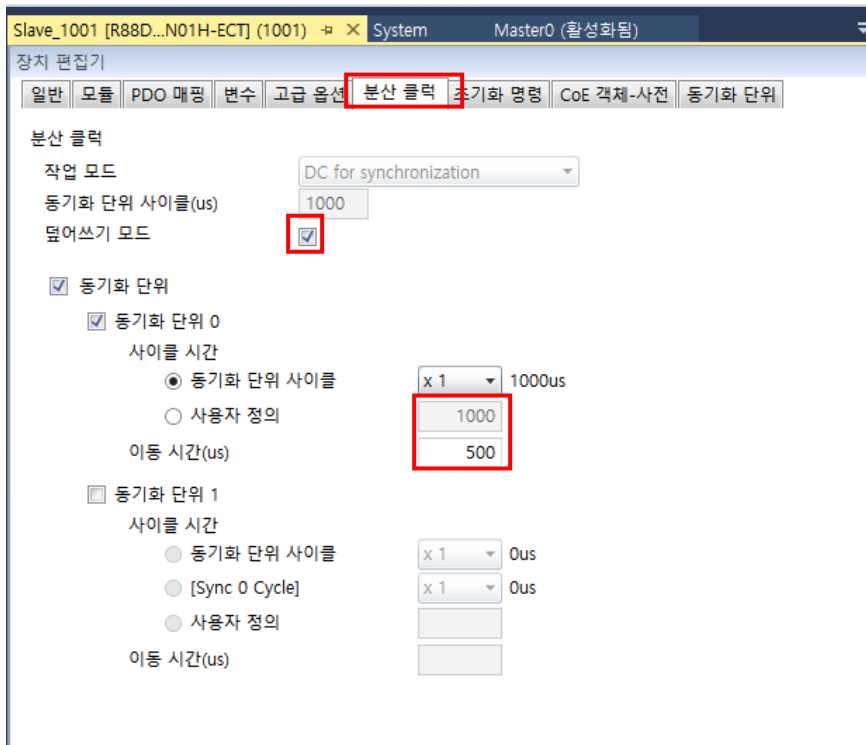 Slave_1001 [R88D...N01H-ECT] (1001) System Master0 (활성화됨)
장치 편집기
일반 모듈 PDO 매핑 변수 고급 옵션 분산 클럭 초기화 명령 CoE 객체-사전 동기화 단위
분산 클럭
작업 모드 DC for synchronization
동기화 단위 사이클(us) 1000
덮어쓰기 모드
동기화 단위
동기화 단위 0
사이클 시간
동기화 단위 사이클 x 1 1000us
사용자 정의 1000
이동 시간(us) 500
동기화 단위 1
사이클 시간
동기화 단위 사이클 x 1 0us
[Sync 0 Cycle] x 1 0us
사용자 정의
이동 시간(us)